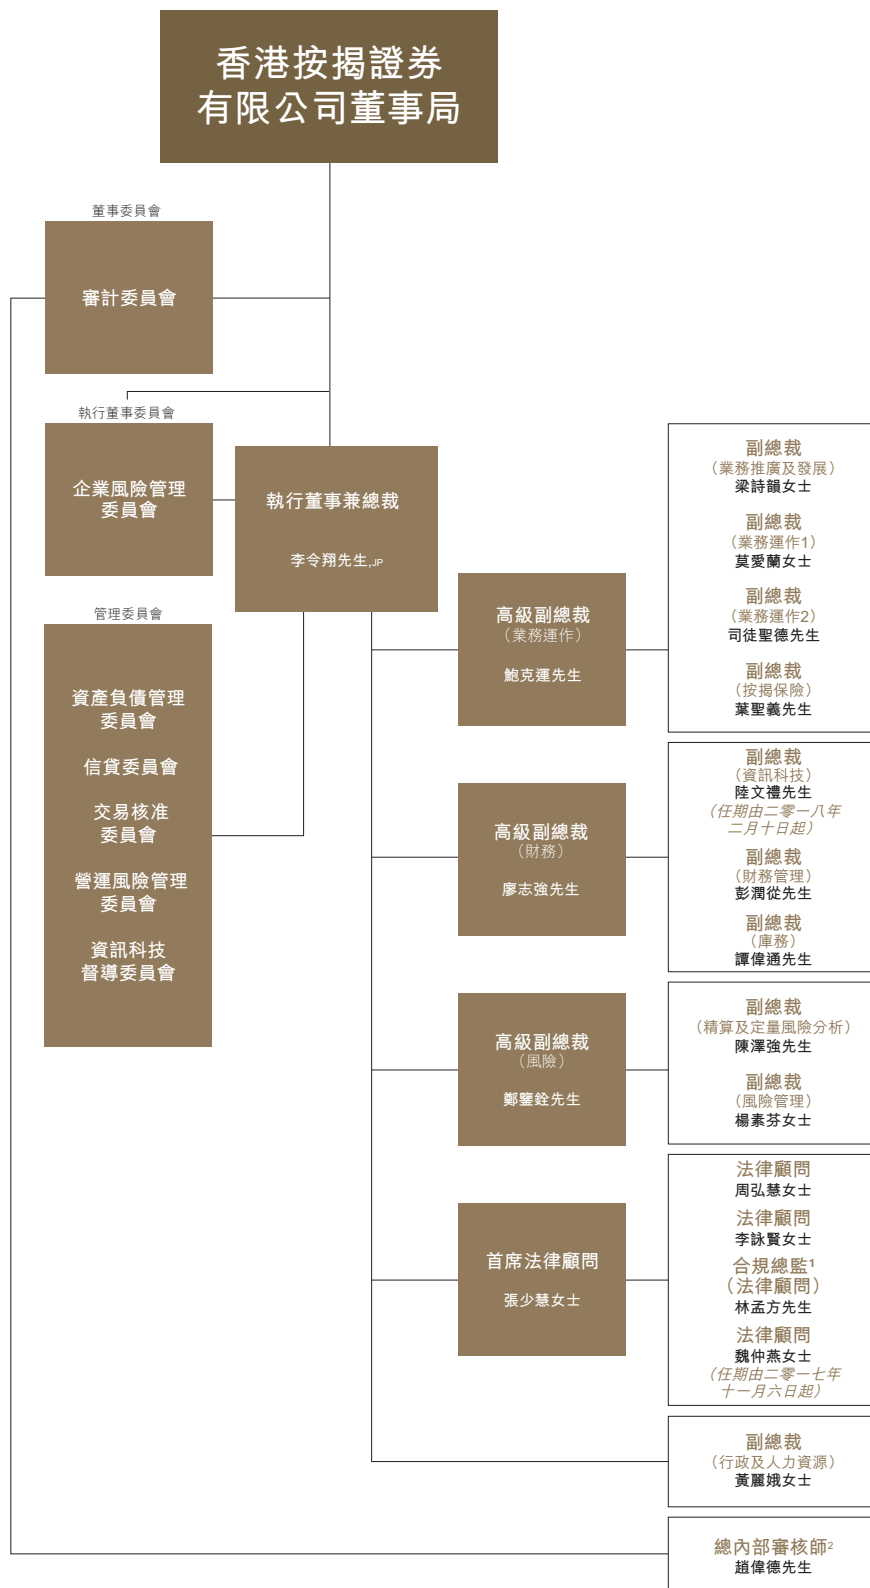 香港按揭證券
有限公司董事局
董事委員會
審計委員會
執行董事委員會
企業風險管理
委員會
執行董事兼總裁
李令翔先生,JP
管理委員會
資產負債管理
委員會
信貸委員會
交易核准
委員會
營運風險管理
委員會
資訊科技
督導委員會
高級副總裁
（業務運作）
鮑克運先生
副總裁
（業務推廣及發展）
梁詩韻女士
副總裁
（業務運作1）
莫愛蘭女士
副總裁
（業務運作2）
司徒聖德先生
副總裁
（按揭保險）
葉聖義先生
高級副總裁
（財務）
廖志強先生
副總裁
（資訊科技）
陸文禮先生
（任期由二零一八年
二月十日起）
副總裁
（財務管理）
彭潤從先生
副總裁
（庫務）
譚偉通先生
高級副總裁
（風險）
鄭鑒銓先生
副總裁
（精算及定量風險分析）
陳澤強先生
副總裁
（風險管理）
楊素芬女士
首席法律顧問
張少慧女士
法律顧問
周弘慧女士
法律顧問
李詠賢女士
合規總監¹
（法律顧問）
林孟方先生
法律顧問
魏仲燕女士
（任期由二零一七年
十一月六日起）
副總裁
（行政及人力資源）
黃麗娥女士
總內部審核師²
趙偉德先生